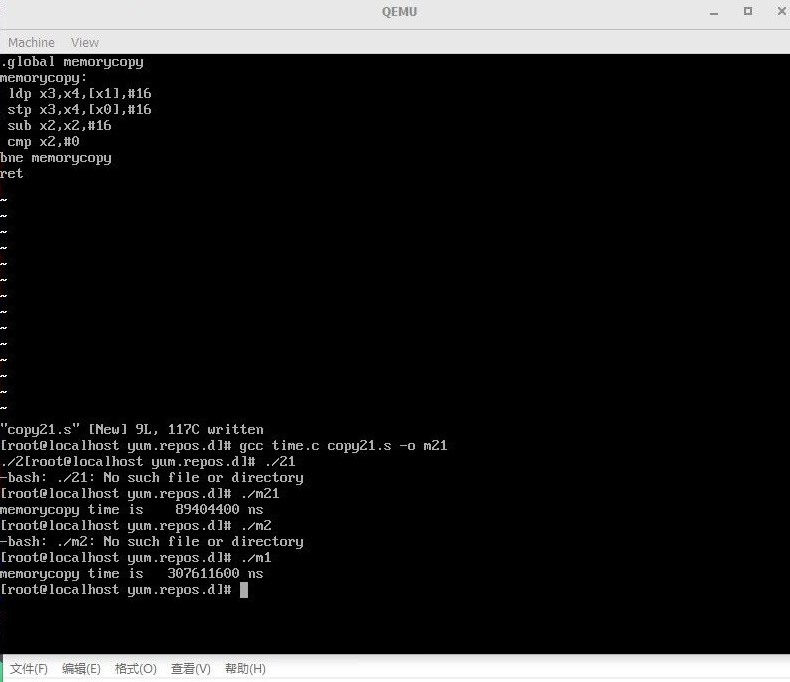 QEMU
Machine View
.global memorycopy
memorycopy:
ldp x3,x4,[x1],#16
stp x3,x4,[x0],#16
sub x2,x2,#16
cmp x2,#0
bne memorycopy
ret
~
~
~
~
~
~
~
~
~
~
~
~
~
~
"copy21.s" [New] 9L, 117C written
[root@localhost yum.repos.d]# gcc time.c copy21.s -o m21
./2[root@localhost yum.repos.d]# ./21
-bash: ./21: No such file or directory
[root@localhost yum.repos.d]# ./m21
memorycopy time is 89404400 ns
[root@localhost yum.repos.d]# ./m2
-bash: ./m2: No such file or directory
[root@localhost yum.repos.d]# ./m1
memorycopy time is 307611600 ns
[root@localhost yum.repos.d]#
文件(F) 编辑(E) 格式(O) 查看(V) 帮助(H)